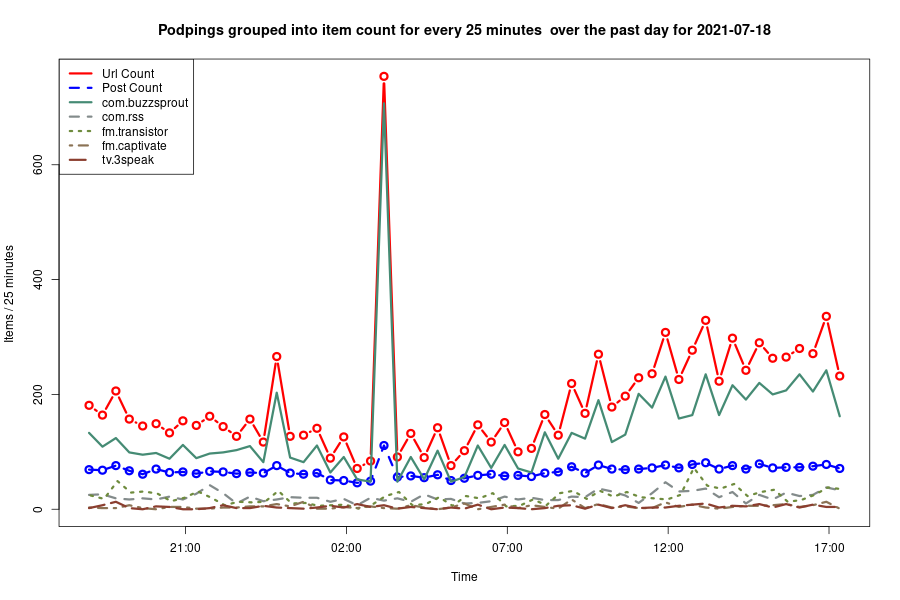 Podpings grouped into item count for every 25 minutes  over the past day for 2021-07-18
Url Count
Post Count
com.buzzsprout
com.rss
fm.transistor
fm.captivate
tv.3speak
600
400
200
0
Items / 25 minutes
21:00 02:00 07:00 12:00 17:00
Time